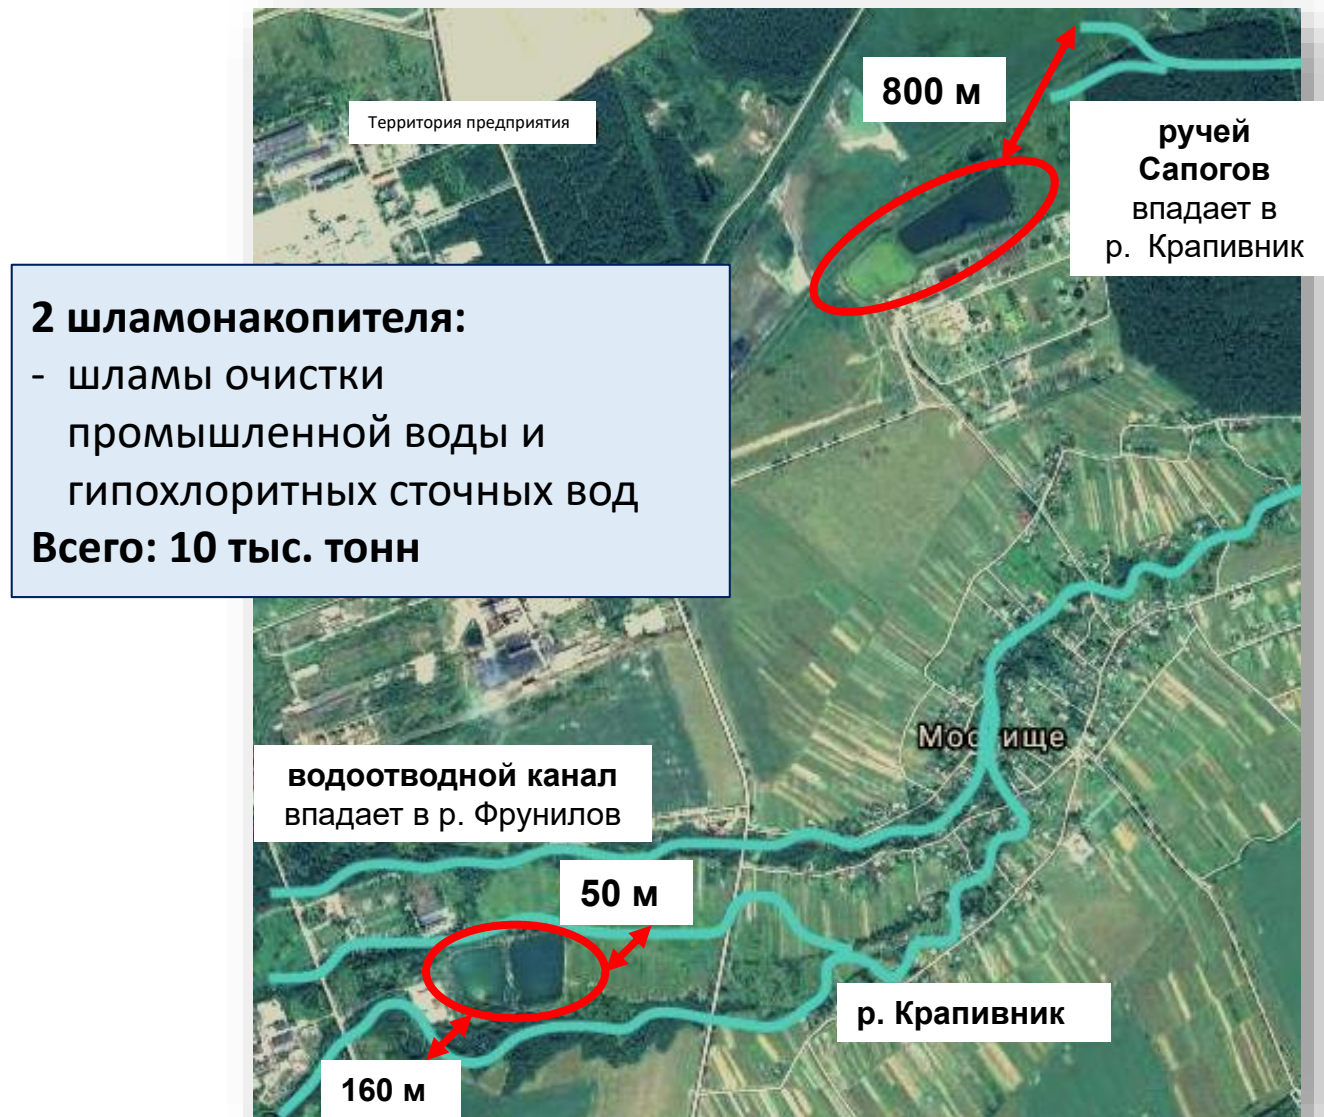 Территория предприятия
800 м
ручей
Сапогов
впадает в
р. Крапивник
2 шламонакопителя:
- шламы очистки
промышленной воды и
гипохлоритных сточных вод
Всего: 10 тыс. тонн
водоотводной канал
впадает в р. Фрунилов
50 м
р. Крапивник
160 м